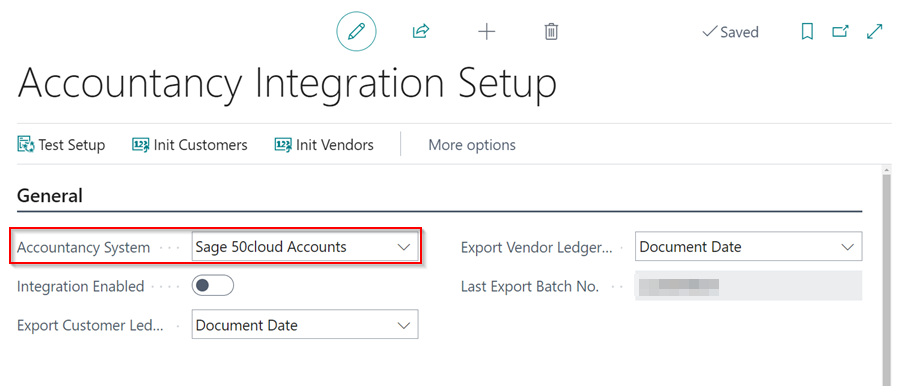 Saved
Accountancy Integration Setup
Test Setup Init Customers Init Vendors More options
General
Accountancy System Sage 50cloud Accounts Export Vendor Ledger... Document Date
Integration Enabled Last Export Batch No.
Export Customer Led... Document Date